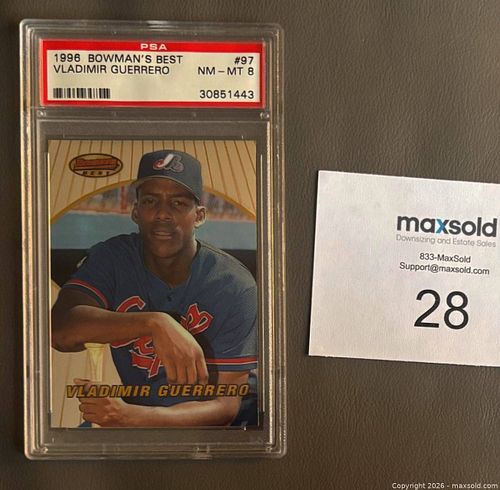 PSA
1996 BOWMAN'S BEST #97
VLADIMIR GUERRERO NM - MT 8
30851443
Bowman's
BEST
VLADIMIR GUERRERO
maxsold
Downsizing and Estate Sales
833-MaxSold
Support@maxsold.com
28
Copyright 2026 - maxsold.com